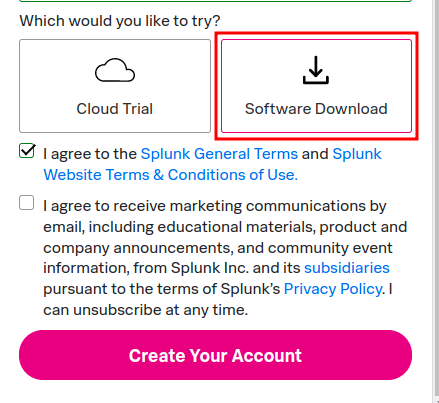 Which would you like to try?
Cloud Trial
Software Download
I agree to the Splunk General Terms and Splunk
Website Terms & Conditions of Use.
I agree to receive marketing communications by
email, including educational materials, product and
company announcements, and community event
information, from Splunk Inc. and its subsidiaries
pursuant to the terms of Splunk's Privacy Policy. I
can unsubscribe at any time.
Create Your Account